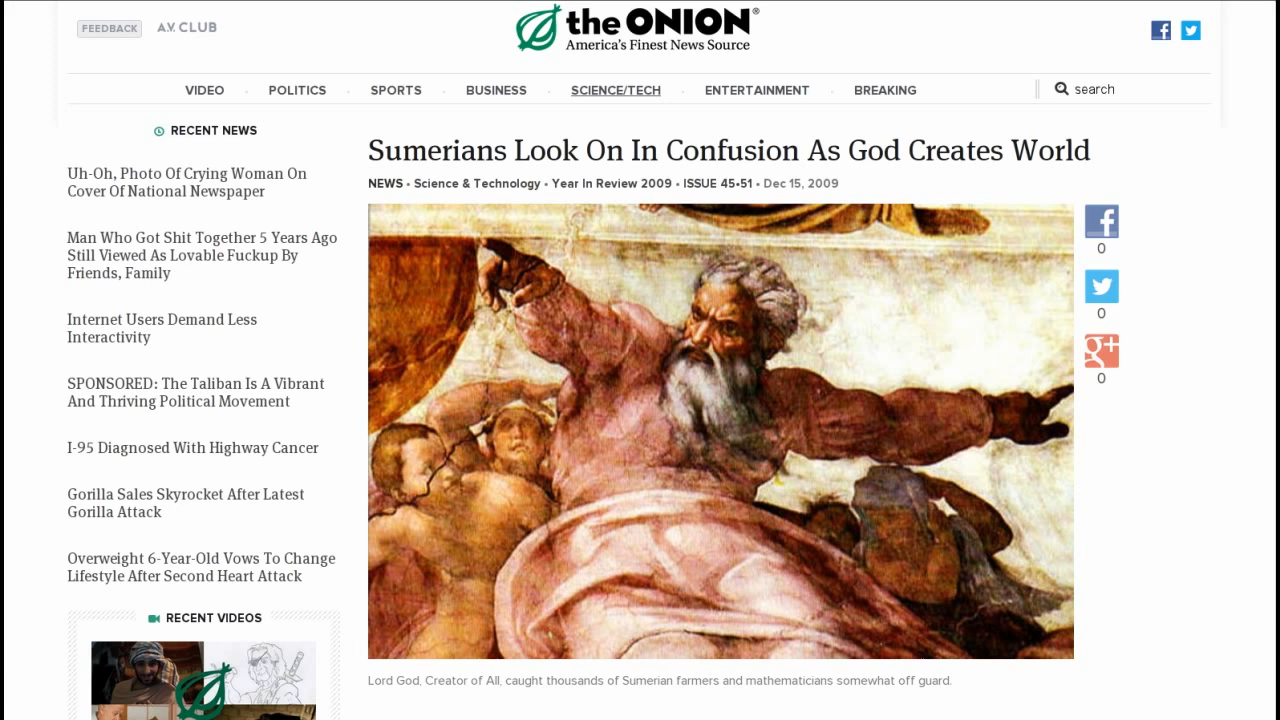 FEEDBACK
A.V. CLUB
the ONION®
America's Finest News Source
VIDEO
POLITICS
SPORTS
BUSINESS
SCIENCE/TECH
ENTERTAINMENT
BREAKING
search
RECENT NEWS
Uh-Oh, Photo Of Crying Woman On
Cover Of National Newspaper
Man Who Got Shit Together 5 Years Ago
Still Viewed As Lovable Fuckup By
Friends, Family
Internet Users Demand Less
Interactivity
SPONSORED: The Taliban Is A Vibrant
And Thriving Political Movement
I-95 Diagnosed With Highway Cancer
Gorilla Sales Skyrocket After Latest
Gorilla Attack
Overweight 6-Year-Old Vows To Change
Lifestyle After Second Heart Attack
RECENT VIDEOS
Sumerians Look On In Confusion As God Creates World
NEWS • Science & Technology • Year In Review 2009 • ISSUE 45•51 • Dec 15, 2009
f
0
0
g+
0
Lord God, Creator of All, caught thousands of Sumerian farmers and mathematicians somewhat off guard.